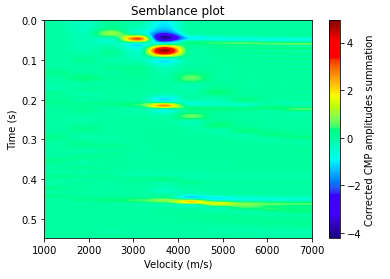 Semblance plot
0.0
0.1
0.2
0.3
0.4
0.5
Time (s)
1000 2000 3000 4000 5000 6000 7000
Velocity (m/s)
4
2
0
−2
−4
Corrected CMP amplitudes summation